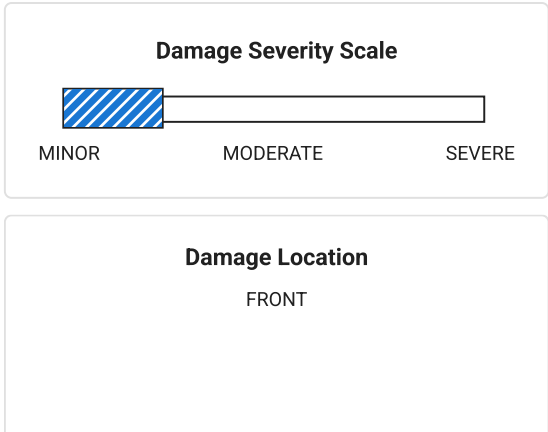 Damage Severity Scale
MINOR MODERATE SEVERE
Damage Location
FRONT